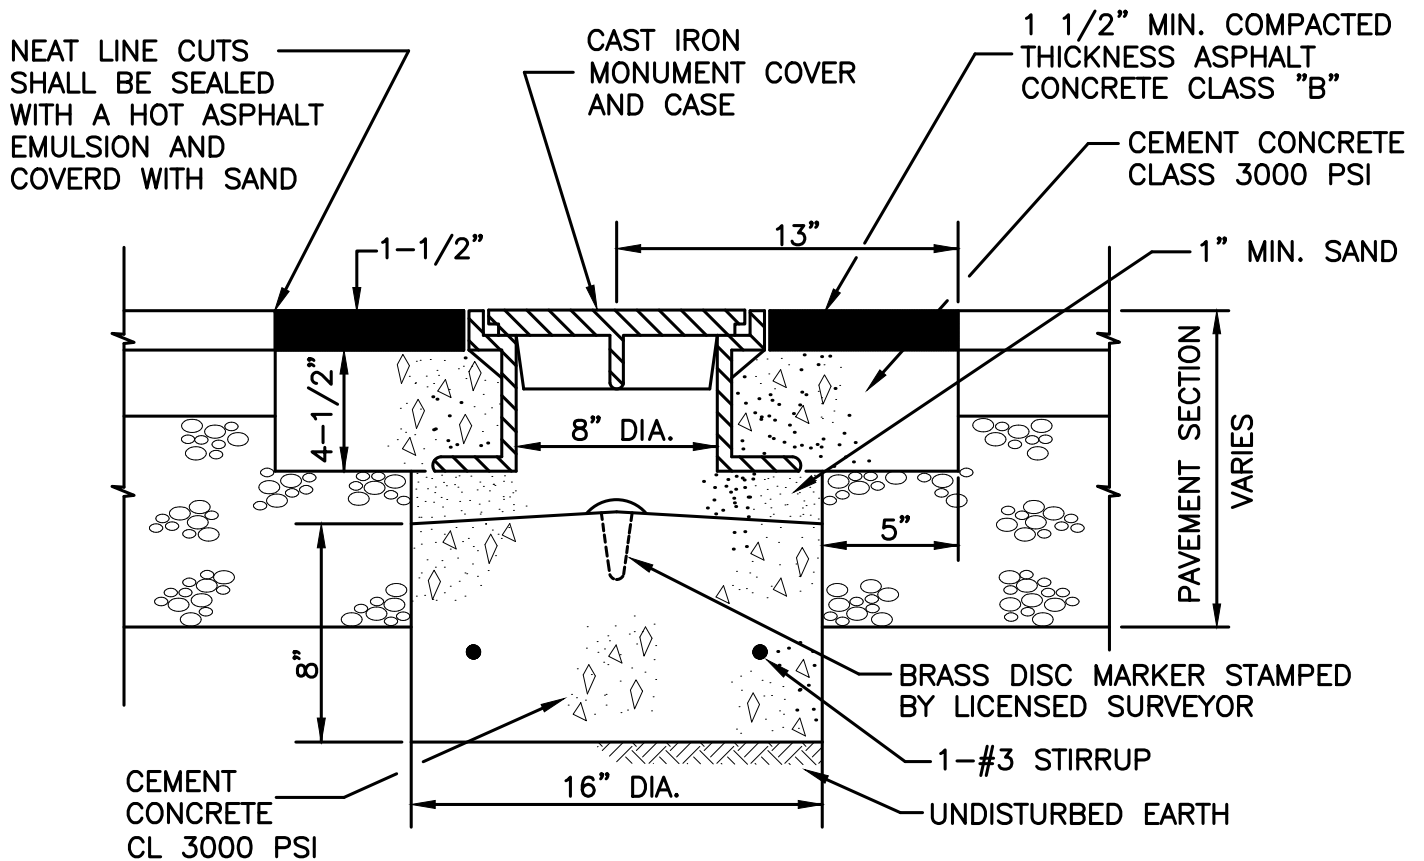 NEAT LINE CUTS
SHALL BE SEALED
WITH A HOT ASPHALT
EMULSION AND
COVERD WITH SAND
CAST IRON
MONUMENT COVER
AND CASE
1 1/2" MIN. COMPACTED
THICKNESS ASPHALT
CONCRETE CLASS "B"
CEMENT CONCRETE
CLASS 3000 PSI
1" MIN. SAND
1-1/2"
13"
4-1/2"
8" DIA.
5"
PAVEMENT SECTION
VARIES
8"
BRASS DISC MARKER STAMPED
BY LICENSED SURVEYOR
1-#3 STIRRUP
UNDISTURBED EARTH
16" DIA.
CEMENT
CONCRETE
CL 3000 PSI